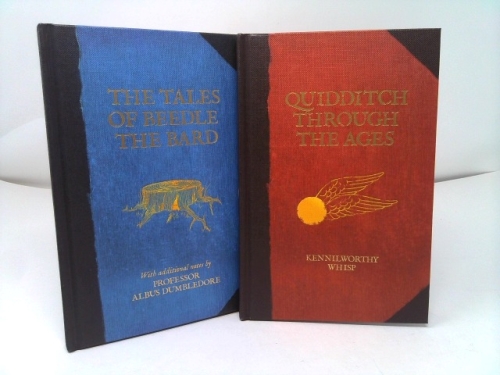 THE TALES
OF BEEDLE
THE BARD
With additional notes by
PROFESSOR
ALBUS DUMBLEDORE
QUIDDITCH
THROUGH
THE AGES
KENNILWORTHY
WHISP